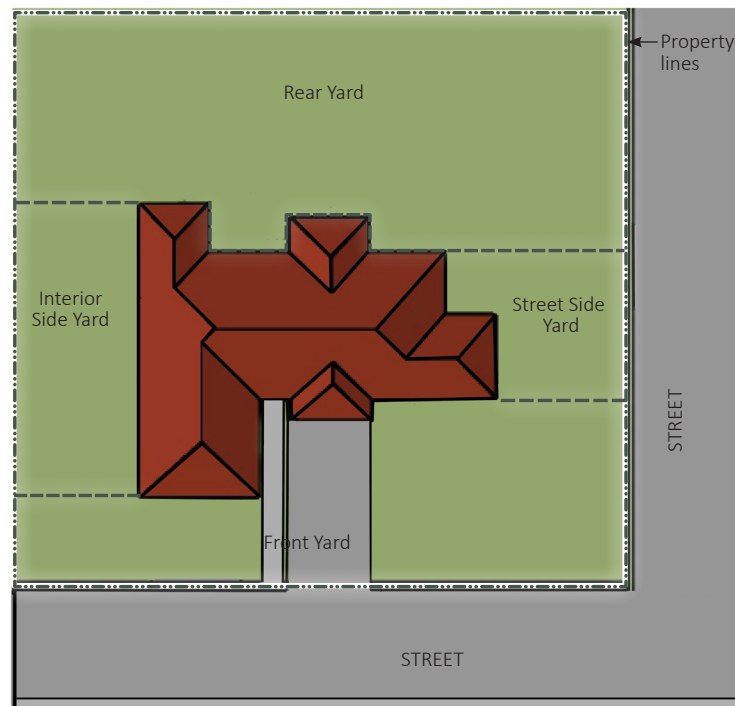 Property
lines
Rear Yard
Interior
Side Yard
Street Side
Yard
STREET
Front Yard
STREET